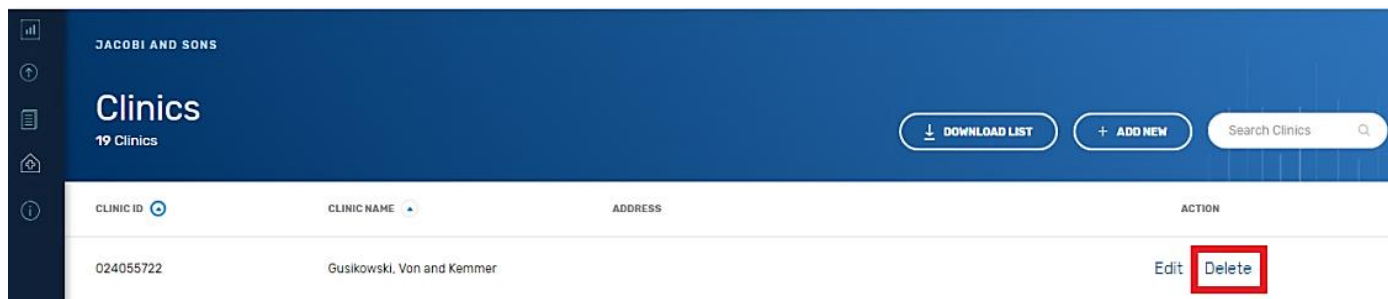 JACOBI AND SONS
Clinics
19 Clinics
DOWNLOAD LIST
+ ADD NEW
Search Clinics
CLINIC ID CLINIC NAME ADDRESS ACTION
024055722 Gusikowski, Von and Kemmer Edit Delete